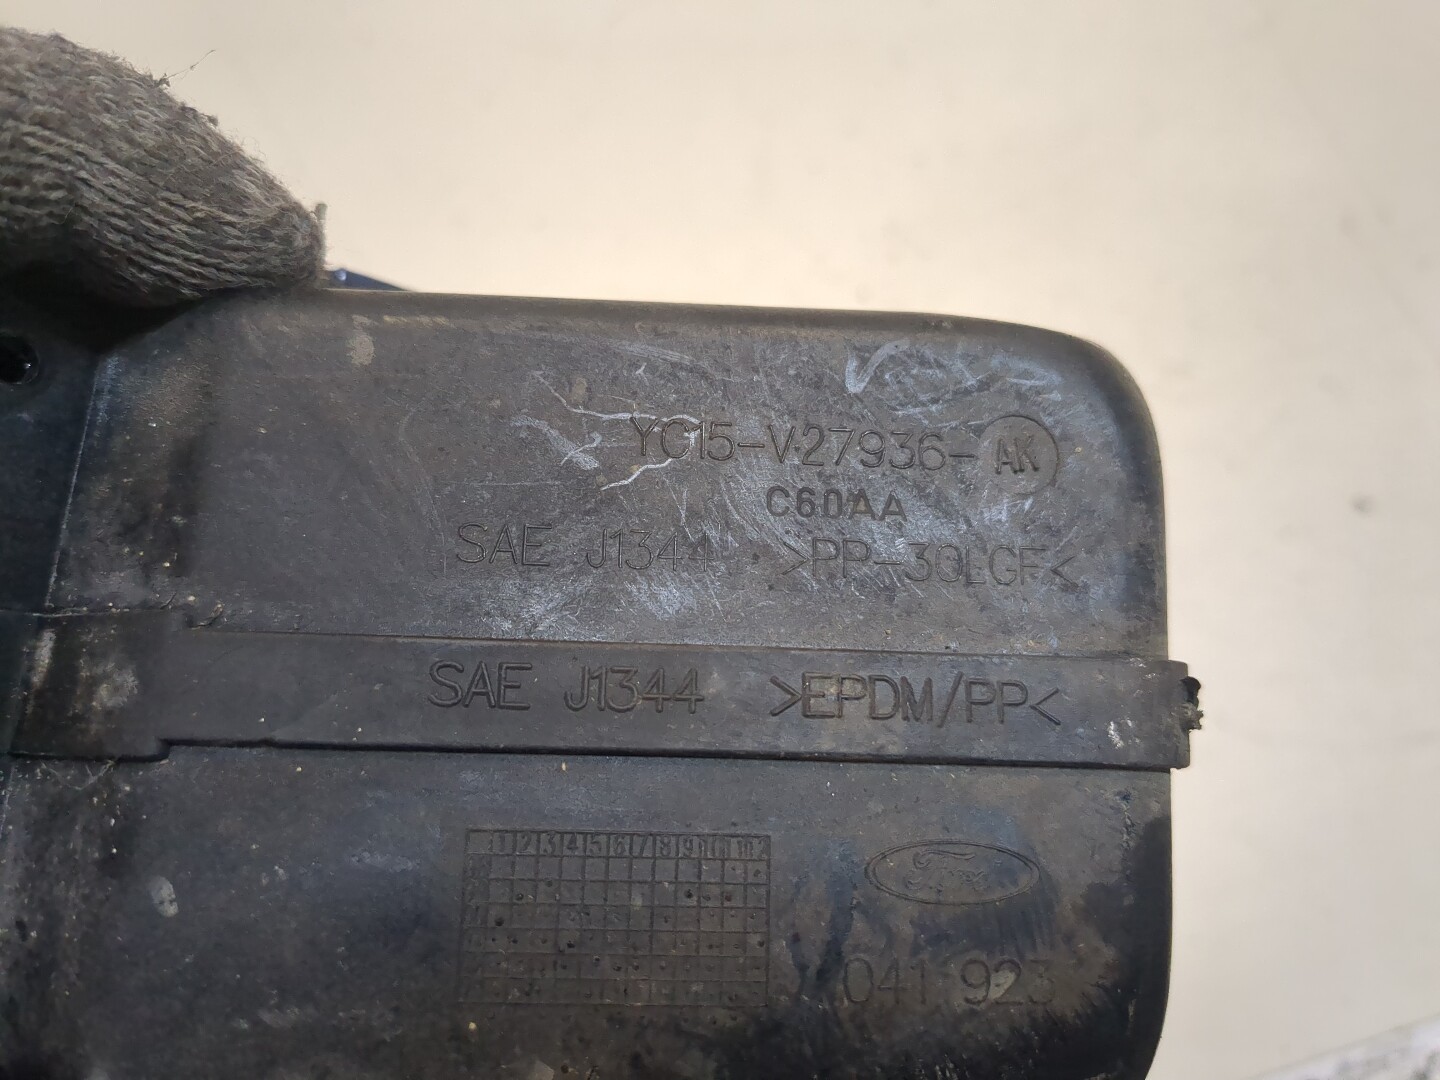 YC15-V27936-AK
C60AA
SAE J1344 >PP-30LGF<
SAE J1344 >EPDM/PP<
1 2 3 4 5 6 7 8 9 10 11 12
Ford
041 923